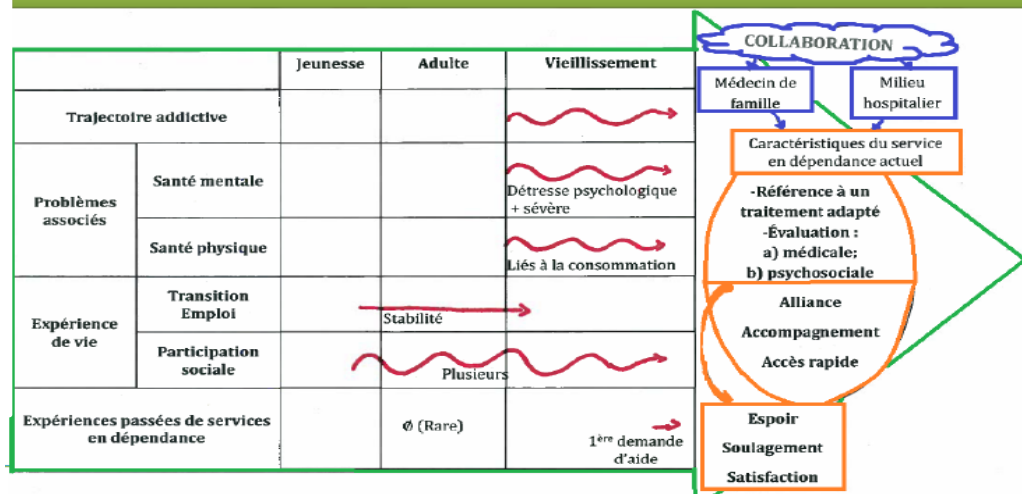 Jeunesse
Adulte
Vieillissement
Trajectoire addictive
Problèmes
associés
Santé mentale
Détresse psychologique
+ sévère
Santé physique
Liés à la consommation
Expérience
de vie
Transition
Emploi
Stabilité
Participation
sociale
Plusieurs
Expériences passées de services
en dépendance
Ø (Rare)
1ère demande
d'aide
COLLABORATION
Médecin de
famille
Milieu
hospitalier
Caractéristiques du service
en dépendance actuel
-Référence à un
traitement adapté
-Évaluation :
a) médicale;
b) psychosociale
Alliance
Accompagnement
Accès rapide
Espoir
Soulagement
Satisfaction